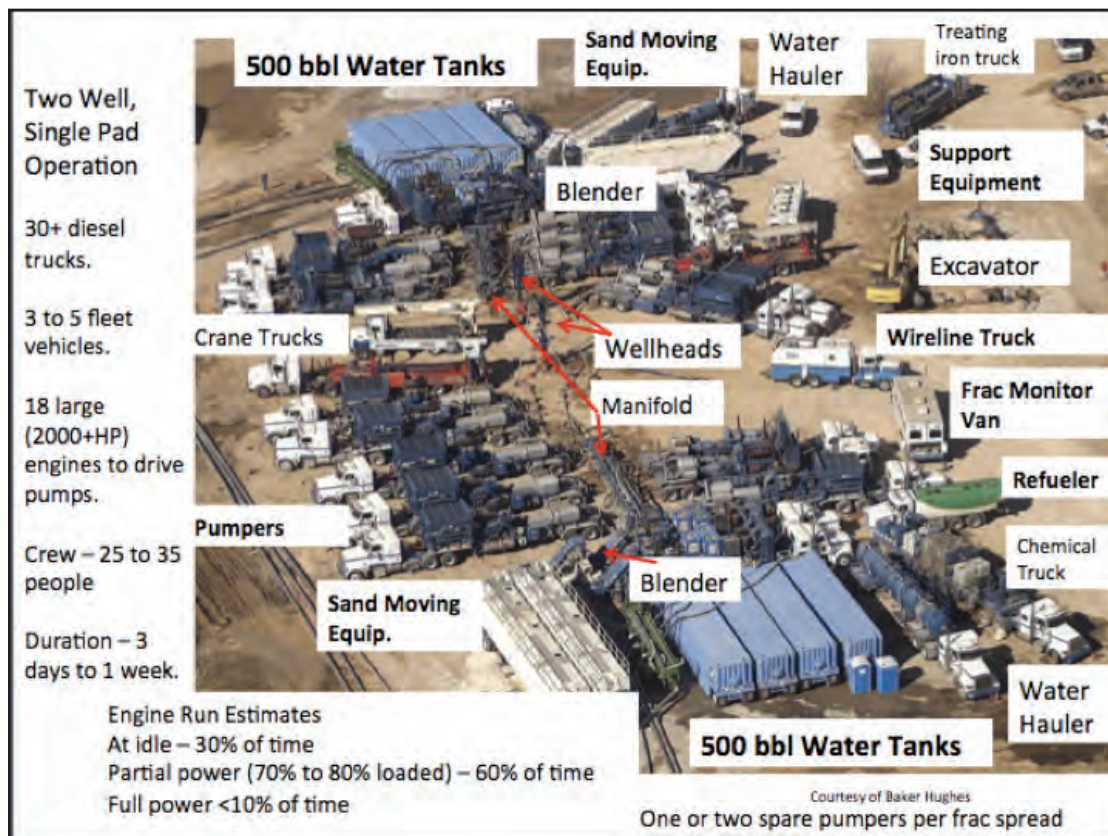 Two Well,
Single Pad
Operation
30+ diesel
trucks.
3 to 5 fleet
vehicles.
18 large
(2000+HP)
engines to drive
pumps.
Crew – 25 to 35
people
Duration – 3
days to 1 week.
500 bbl Water Tanks
Sand Moving
Equip.
Water
Hauler
Treating
iron truck
Blender
Support
Equipment
Excavator
Crane Trucks
Wellheads
Wireline Truck
Manifold
Frac Monitor
Van
Refueler
Pumpers
Blender
Chemical
Truck
Sand Moving
Equip.
Water
Hauler
500 bbl Water Tanks
Engine Run Estimates
At idle – 30% of time
Partial power (70% to 80% loaded) – 60% of time
Full power <10% of time
Courtesy of Baker Hughes
One or two spare pumpers per frac spread